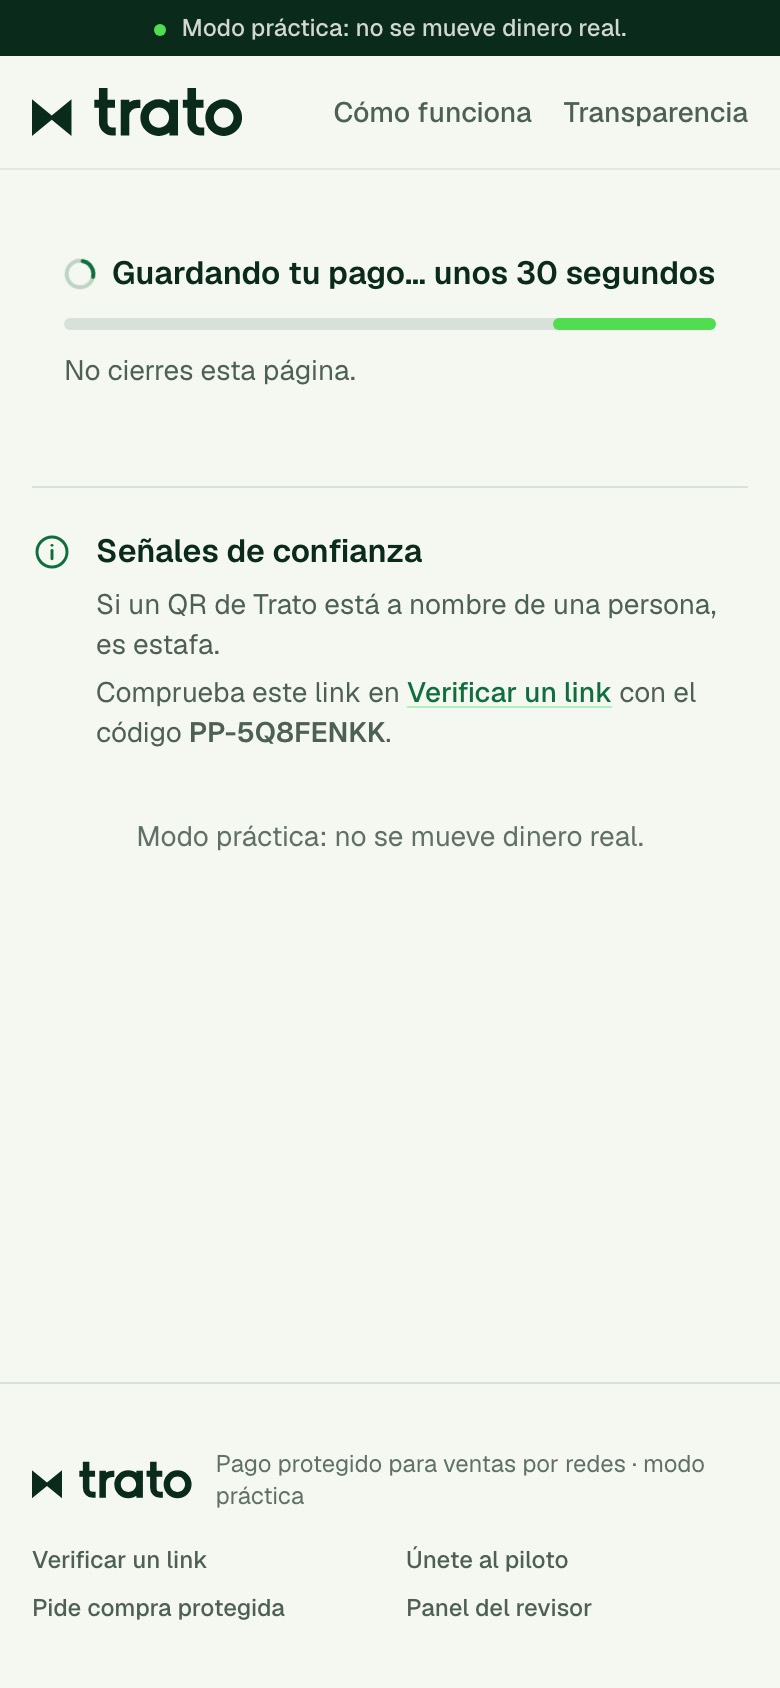 Modo práctica: no se mueve dinero real.
trato
Cómo funciona
Transparencia
Guardando tu pago... unos 30 segundos
No cierres esta página.
Señales de confianza
Si un QR de Trato está a nombre de una persona,
es estafa.
Comprueba este link en Verificar un link con el
código PP-5Q8FENKK.
Modo práctica: no se mueve dinero real.
trato
Pago protegido para ventas por redes · modo
práctica
Verificar un link
Únete al piloto
Pide compra protegida
Panel del revisor